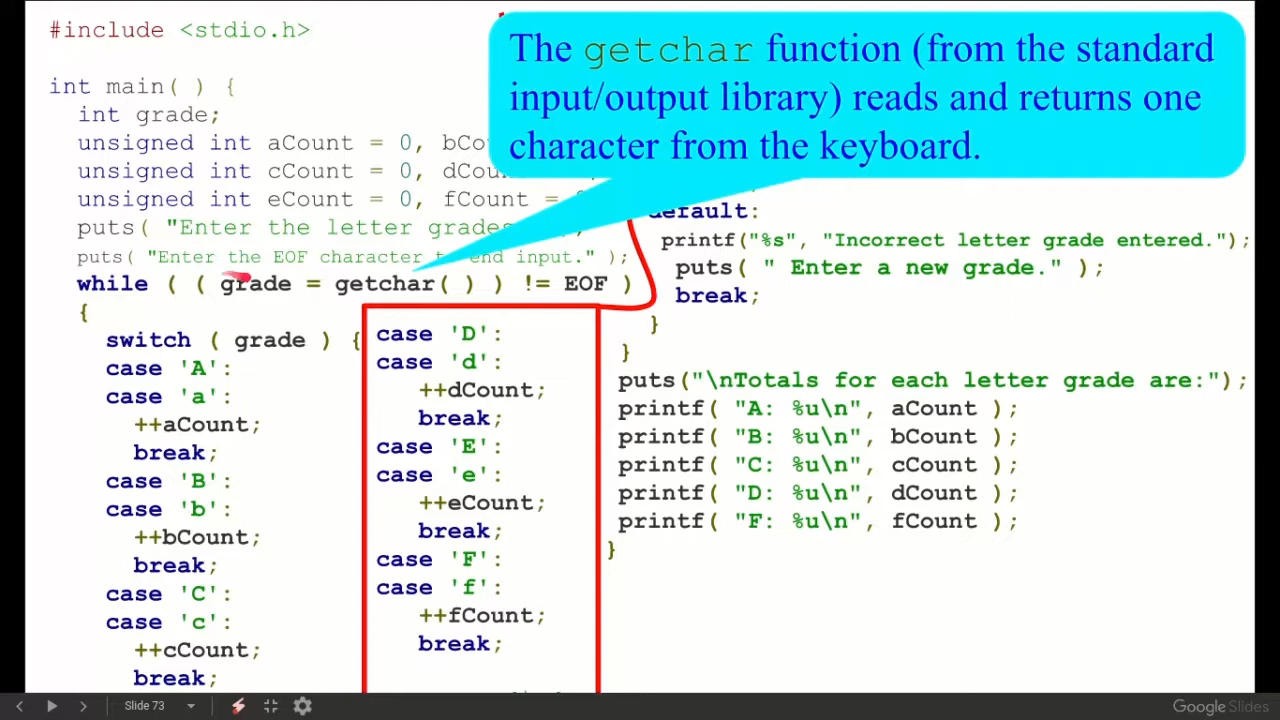 #include <stdio.h>
int main( ) {
int grade;
unsigned int aCount = 0,
unsigned int cCount = 0,
unsigned int eCount = 0, fCount =
puts( "Enter the letter grades
puts( "Enter the EOF character to end input." );
while ( ( grade = getchar( ) ) != EOF )
{
switch ( grade ) {
case 'A':
case 'a':
++aCount;
break;
case 'B':
case 'b':
++bCount;
break;
case 'C':
case 'c':
++cCount;
break;
case 'D':
case 'd':
++dCount;
break;
case 'E':
case 'e':
++eCount;
break;
case 'F':
case 'f':
++fCount;
break;
The getchar function (from the standard
input/output library) reads and returns one
character from the keyboard.
default:
printf("%s", "Incorrect letter grade entered.");
puts( " Enter a new grade." );
break;
}
}
puts("\nTotals for each letter grade are:");
printf( "A: %u\n", aCount );
printf( "B: %u\n", bCount );
printf( "C: %u\n", cCount );
printf( "D: %u\n", dCount );
printf( "F: %u\n", fCount );
}
Slide 73
Google Slides